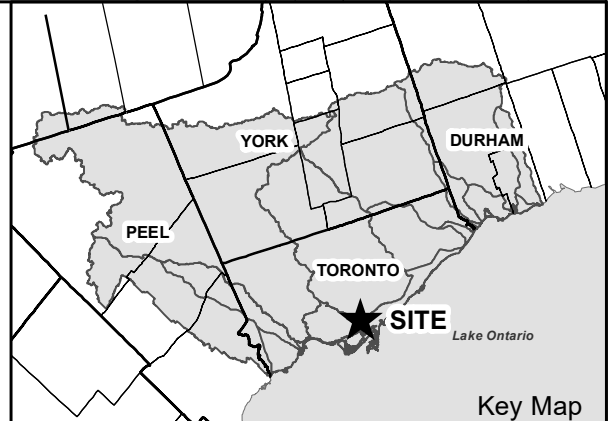 YORK
DURHAM
PEEL
TORONTO
SITE
Lake Ontario
Key Map